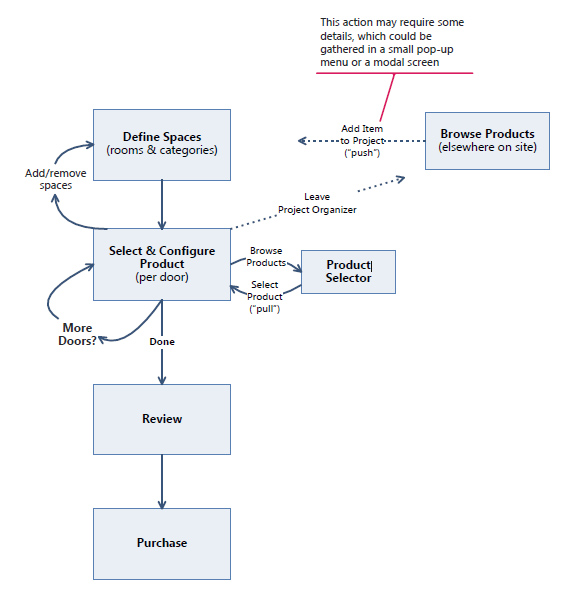 This action may require some
details, which could be
gathered in a small pop-up
menu or a modal screen
Define Spaces
(rooms & categories)
Add Item
to Project
("push")
Browse Products
(elsewhere on site)
Add/remove
spaces
Leave
Project Organizer
Select & Configure
Product
(per door)
Browse
Products
Select
Product
("pull")
Product
Selector
More
Doors?
Done
Review
Purchase